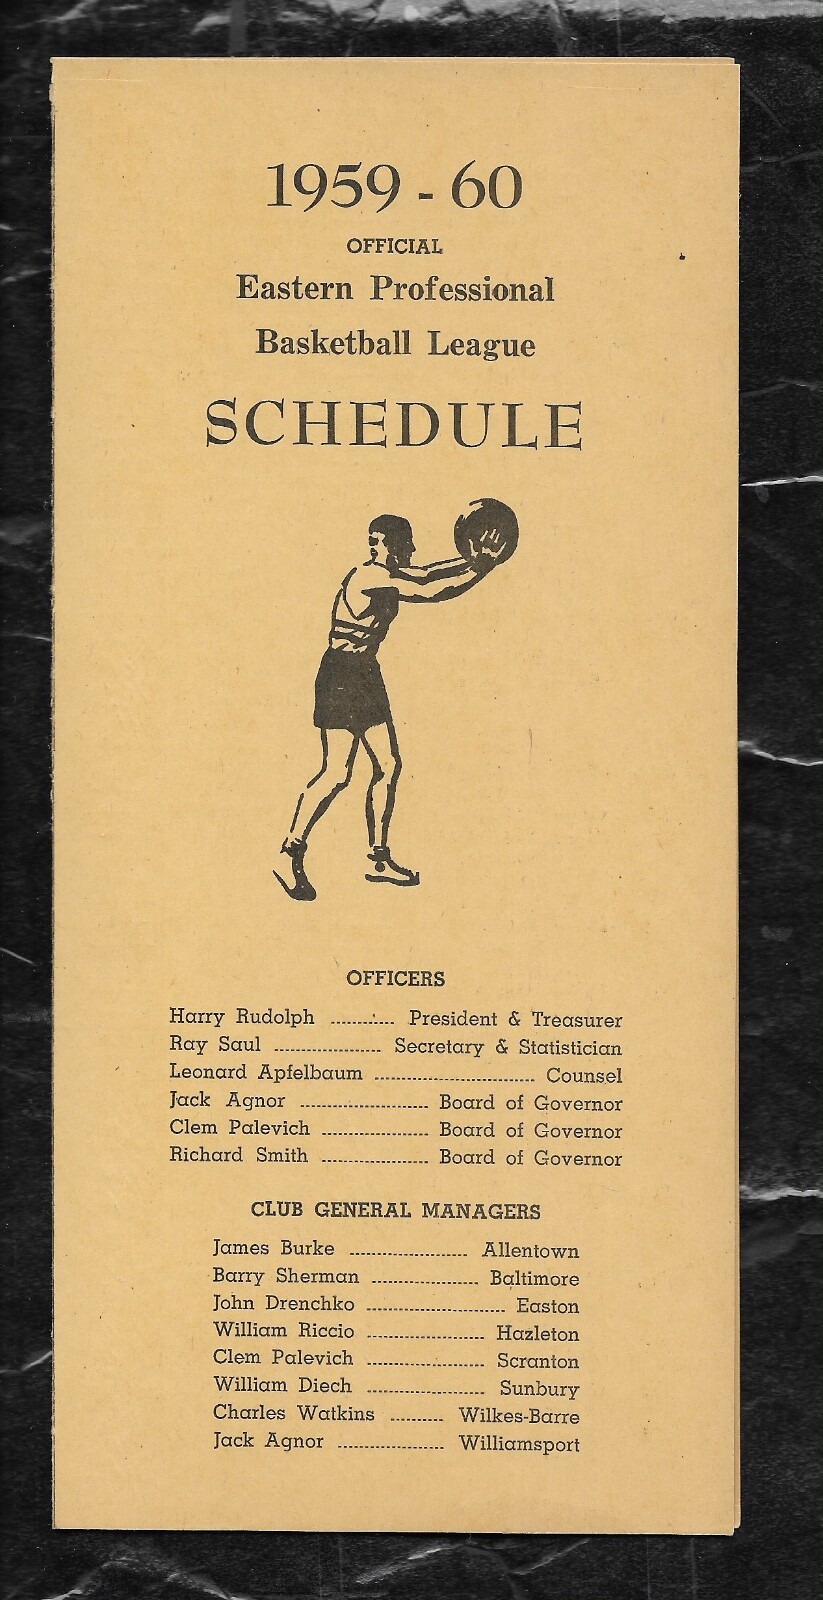 1959 - 60
OFFICIAL
Eastern Professional
Basketball League
SCHEDULE
OFFICERS
Harry Rudolph ............ President & Treasurer
Ray Saul .................... Secretary & Statistician
Leonard Apfelbaum .............................. Counsel
Jack Agnor ........................ Board of Governor
Clem Palevich .................... Board of Governor
Richard Smith .................... Board of Governor
CLUB GENERAL MANAGERS
James Burke ...................... Allentown
Barry Sherman .................... Baltimore
John Drenchko .......................... Easton
William Riccio ...................... Hazleton
Clem Palevich ...................... Scranton
William Diech ...................... Sunbury
Charles Watkins .......... Wilkes-Barre
Jack Agnor .................... Williamsport